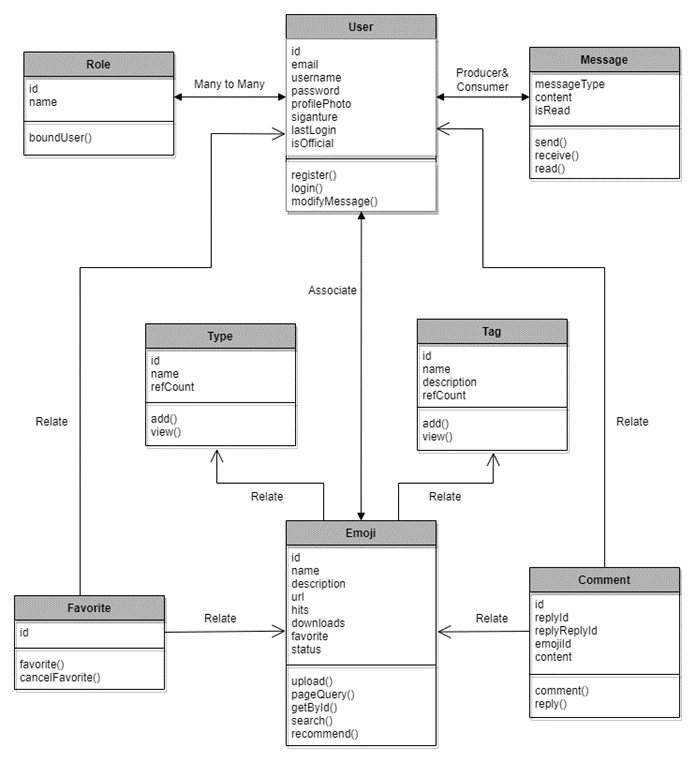 User
id
email
username
password
profilePhoto
siganture
lastLogin
isOfficial
register()
login()
modifyMessage()
Role
id
name
boundUser()
Many to Many
Producer&
Consumer
Message
messageType
content
isRead
send()
receive()
read()
Associate
Type
id
name
refCount
add()
view()
Tag
id
name
description
refCount
add()
view()
Relate
Relate
Relate
Relate
Emoji
id
name
description
url
hits
downloads
favorite
status
upload()
pageQuery()
getById()
search()
recommend()
Favorite
id
favorite()
cancelFavorite()
Relate
Relate
Comment
id
replyId
replyReplyId
emojiId
content
comment()
reply()